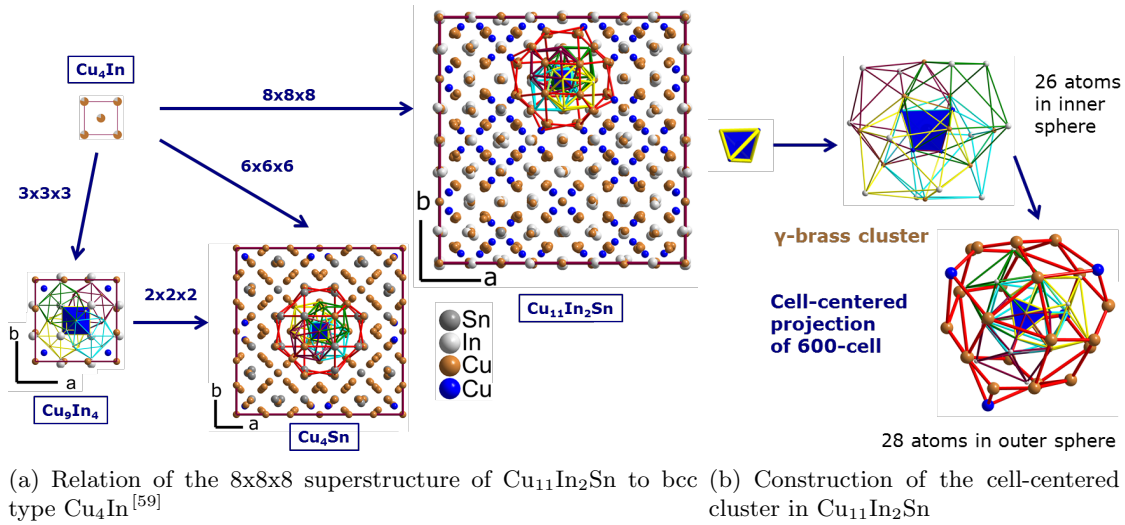 Cu₄In
8x8x8
6x6x6
3x3x3
b
a
Cu₁₁In₂Sn
2x2x2
b
a
Cu₉In₄
b
a
Cu₄Sn
Sn
In
Cu
Cu
26 atoms
in inner
sphere
γ-brass cluster
Cell-centered
projection
of 600-cell
28 atoms in outer sphere
(a) Relation of the 8x8x8 superstructure of Cu₁₁In₂Sn to bcc
type Cu₄In[59]
(b) Construction of the cell-centered
cluster in Cu₁₁In₂Sn